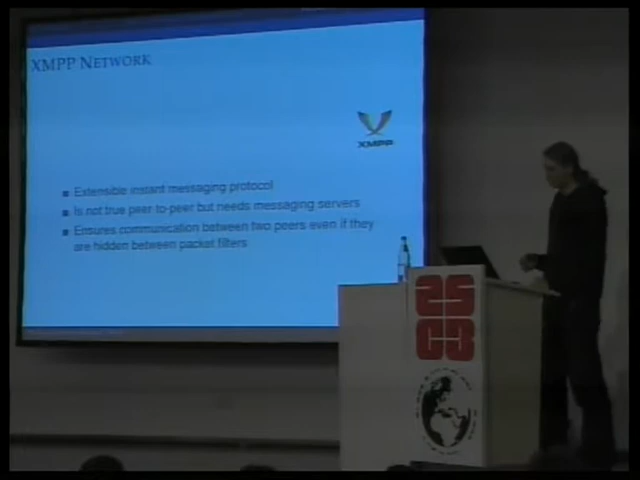 XMPP NETWORK
XMPP
Extensible instant messaging protocol
Is not true peer-to-peer but needs messaging servers
Ensures communication between two peers even if they
are hidden between packet filters
25
C3